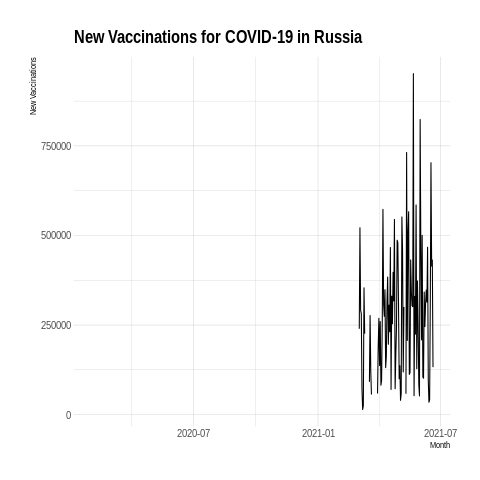 New Vaccinations for COVID-19 in Russia
New Vaccinations
750000
500000
250000
0
2020-07
2021-01
2021-07
Month